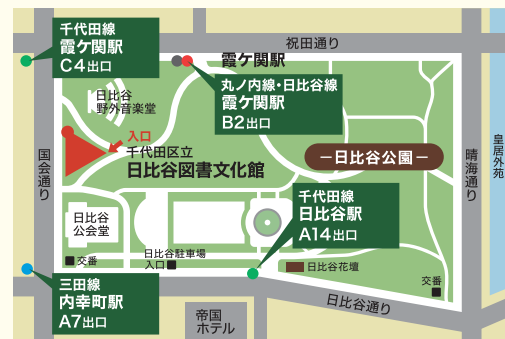 千代田線
霞ケ関駅
C4出口
霞ケ関駅
祝田通り
丸ノ内線・日比谷線
霞ケ関駅
B2出口
日比谷
野外音楽堂
入口
千代田区立
日比谷図書文化館
ー日比谷公園ー
国会通り
晴海通り
皇居外苑
千代田線
日比谷駅
A14出口
日比谷
公会堂
交番
日比谷駐車場
入口
日比谷花壇
交番
三田線
内幸町駅
A7出口
日比谷通り
帝国
ホテル